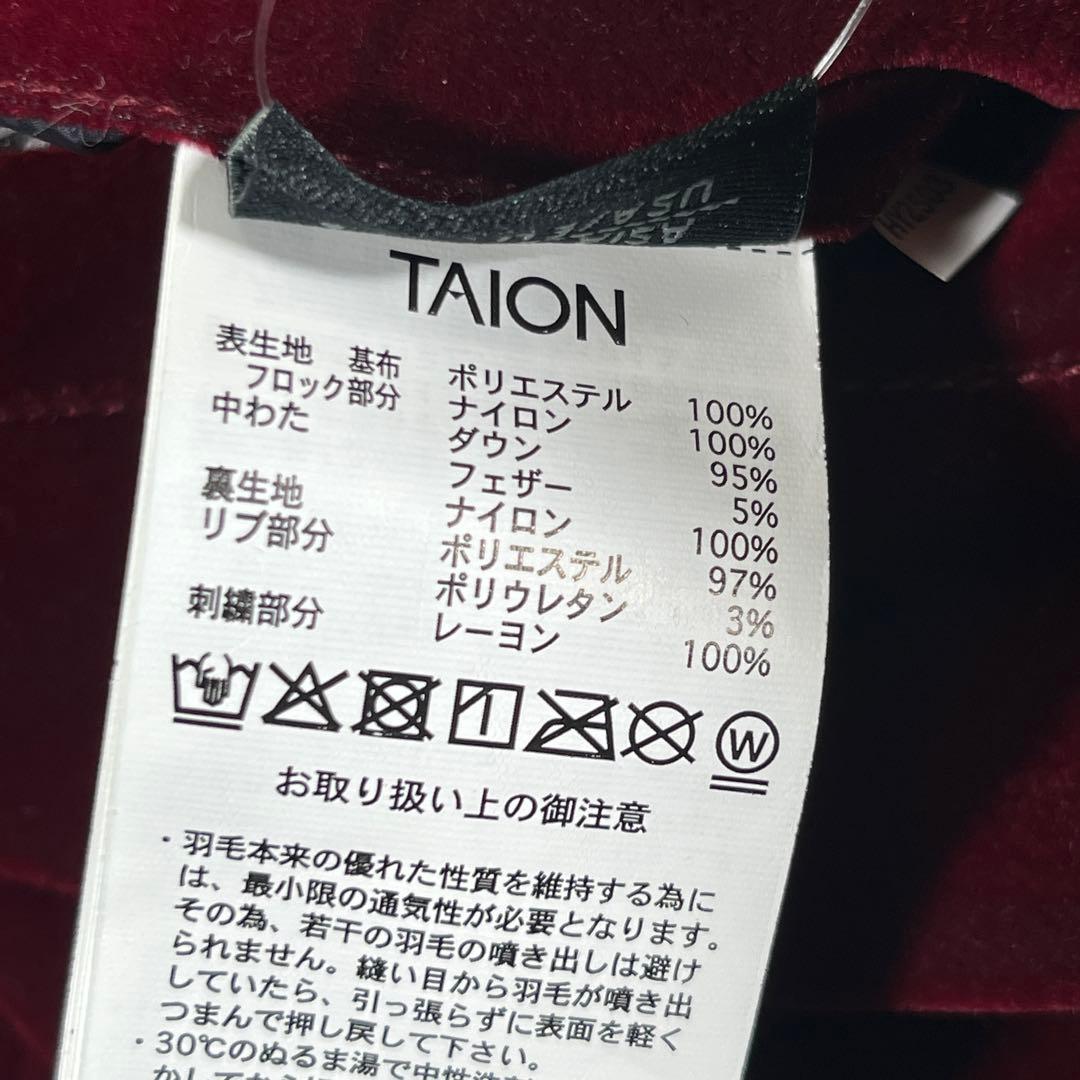 USA
TAION
表生地 基布 ポリエステル 100%
フロック部分 ナイロン 100%
中わた ダウン 95%
フェザー 5%
裏生地 ナイロン 100%
リブ部分 ポリエステル 97%
ポリウレタン 3%
刺繍部分 レーヨン 100%
W
お取り扱い上の御注意
・羽毛本来の優れた性質を維持する為に
は、最小限の通気性が必要となります。
その為、若干の羽毛の噴き出しは避け
られません。縫い目から羽毛が噴き出
していたら、引っ張らずに表面を軽く
つまんで押し戻して下さい。
・30℃のぬるま湯で中性洗